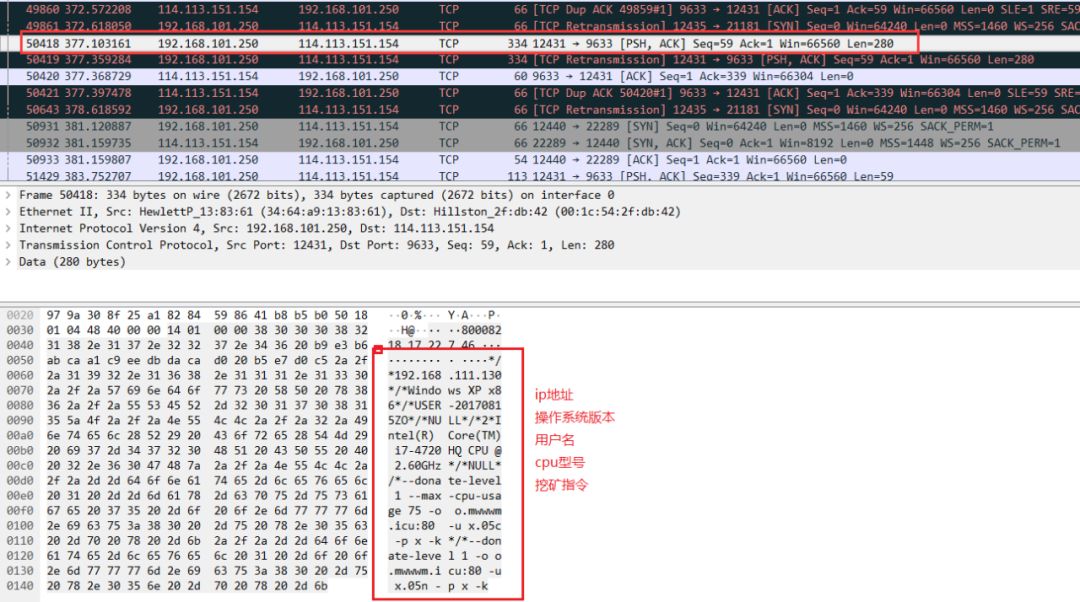 49860 372.572208 114.113.151.154 192.168.101.250 TCP 66 [TCP Dup ACK 49859#1] 9633 → 12431 [ACK] Seq=1 Ack=59 Win=66560 Len=0 SLE=1 SRE=59
49861 372.618050 192.168.101.250 114.113.151.154 TCP 66 [TCP Retransmission] 12435 → 21181 [SYN] Seq=0 Win=64240 Len=0 MSS=1460 WS=256 SAC
50418 377.103161 192.168.101.250 114.113.151.154 TCP 334 12431 → 9633 [PSH, ACK] Seq=59 Ack=1 Win=66560 Len=280
50419 377.359284 192.168.101.250 114.113.151.154 TCP 334 [TCP Retransmission] 12431 → 9633 [PSH, ACK] Seq=59 Ack=1 Win=66560 Len=280
50420 377.368729 114.113.151.154 192.168.101.250 TCP 60 9633 → 12431 [ACK] Seq=1 Ack=339 Win=66304 Len=0
50421 377.397478 114.113.151.154 192.168.101.250 TCP 66 [TCP Dup ACK 50420#1] 9633 → 12431 [ACK] Seq=1 Ack=339 Win=66304 Len=0 SLE=59 SRE=
50643 378.618592 192.168.101.250 114.113.151.154 TCP 66 [TCP Retransmission] 12435 → 21181 [SYN] Seq=0 Win=64240 Len=0 MSS=1460 WS=256 SAC
50931 381.120887 192.168.101.250 114.113.151.154 TCP 66 12440 → 22289 [SYN] Seq=0 Win=64240 Len=0 MSS=1460 WS=256 SACK_PERM=1
50932 381.159735 114.113.151.154 192.168.101.250 TCP 66 22289 → 12440 [SYN, ACK] Seq=0 Ack=1 Win=8192 Len=0 MSS=1448 WS=256 SACK_PERM=1
50933 381.159807 192.168.101.250 114.113.151.154 TCP 54 12440 → 22289 [ACK] Seq=1 Ack=1 Win=66560 Len=0
51429 383.752707 192.168.101.250 114.113.151.154 TCP 113 12431 → 9633 [PSH, ACK] Seq=339 Ack=1 Win=66560 Len=59
Frame 50418: 334 bytes on wire (2672 bits), 334 bytes captured (2672 bits) on interface 0
Ethernet II, Src: HewlettP_13:83:61 (34:64:a9:13:83:61), Dst: Hillston_2f:db:42 (00:1c:54:2f:db:42)
Internet Protocol Version 4, Src: 192.168.101.250, Dst: 114.113.151.154
Transmission Control Protocol, Src Port: 12431, Dst Port: 9633, Seq: 59, Ack: 1, Len: 280
Data (280 bytes)
0020 97 9a 30 8f 25 a1 82 84 59 86 41 b8 b5 b0 50 18 ··0·%··· Y·A···P·
0030 01 04 48 40 00 00 14 01 00 00 38 30 30 30 38 32 ··H@···· ··800082
0040 31 38 2e 31 37 2e 32 32 37 2e 34 36 20 b9 e3 b6 18.17.22 7.46 ···
0050 ab ca a1 c9 ee db da ca d0 20 b5 e7 d0 c5 2a 2f ········ · ····*/
0060 2a 31 39 32 2e 31 36 38 2e 31 31 31 2e 31 33 30 *192.168 .111.130
0070 2a 2f 2a 57 69 6e 64 6f 77 73 20 58 50 20 78 38 */*Windo ws XP x8
0080 36 2a 2f 2a 55 53 45 52 2d 32 30 31 37 30 38 31 6*/*USER -2017081
0090 35 5a 4f 2a 2f 2a 4e 55 4c 4c 2a 2f 2a 32 2a 49 5ZO*/*NU LL*/*2*I
00a0 6e 74 65 6c 28 52 29 20 43 6f 72 65 28 54 4d 29 ntel(R) Core(TM)
00b0 20 69 37 2d 34 37 32 30 48 51 20 43 50 55 20 40 i7-4720 HQ CPU @
00c0 20 32 2e 36 30 47 48 7a 2a 2f 2a 4e 55 4c 4c 2a 2.60GHz */*NULL*
00d0 2f 2a 2d 2d 64 6f 6e 61 74 65 2d 6c 65 76 65 6c /*--dona te-level
00e0 20 31 20 2d 2d 6d 61 78 2d 63 70 75 2d 75 73 61 1 --max -cpu-usa
00f0 67 65 20 37 35 20 2d 6f 20 6f 2e 6d 77 77 77 6d ge 75 -o o.mwwwm
0100 2e 69 63 75 3a 38 30 20 2d 75 20 78 2e 30 35 63 .icu:80 -u x.05c
0110 20 2d 70 20 78 20 2d 6b 2a 2f 2a 2d 2d 64 6f 6e -p x -k */*--don
0120 61 74 65 2d 6c 65 76 65 6c 20 31 20 2d 6f 20 6f ate-leve l 1 -o o
0130 2e 6d 77 77 77 6d 2e 69 63 75 3a 38 30 20 2d 75 .mwwwm.i cu:80 -u
0140 20 78 2e 30 35 6e 20 2d 70 20 78 20 2d 6b x.05n - p x -k
ip地址
操作系统版本
用户名
cpu型号
挖矿指令